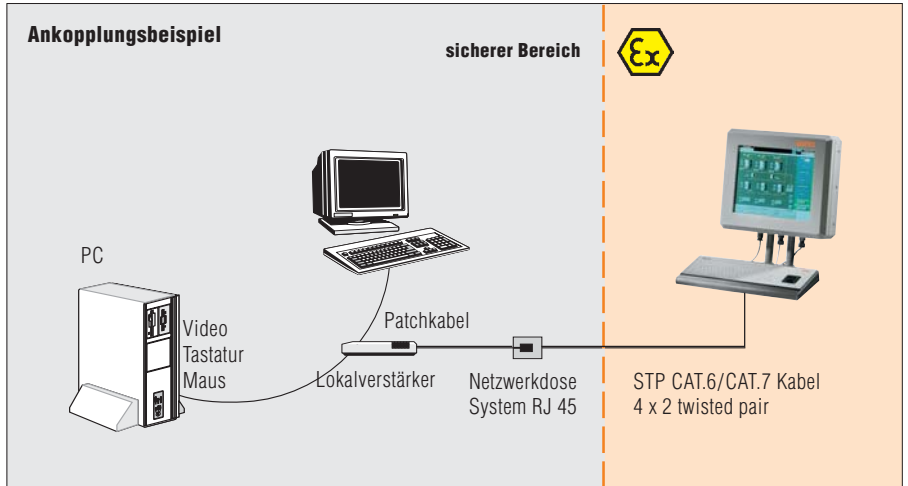 Ankopplungsbeispiel
sicherer Bereich
Ex
PC
Video
Tastatur
Maus
Patchkabel
Lokalverstärker
Netzwerkdose
System RJ 45
STP CAT.6/CAT.7 Kabel
4 x 2 twisted pair